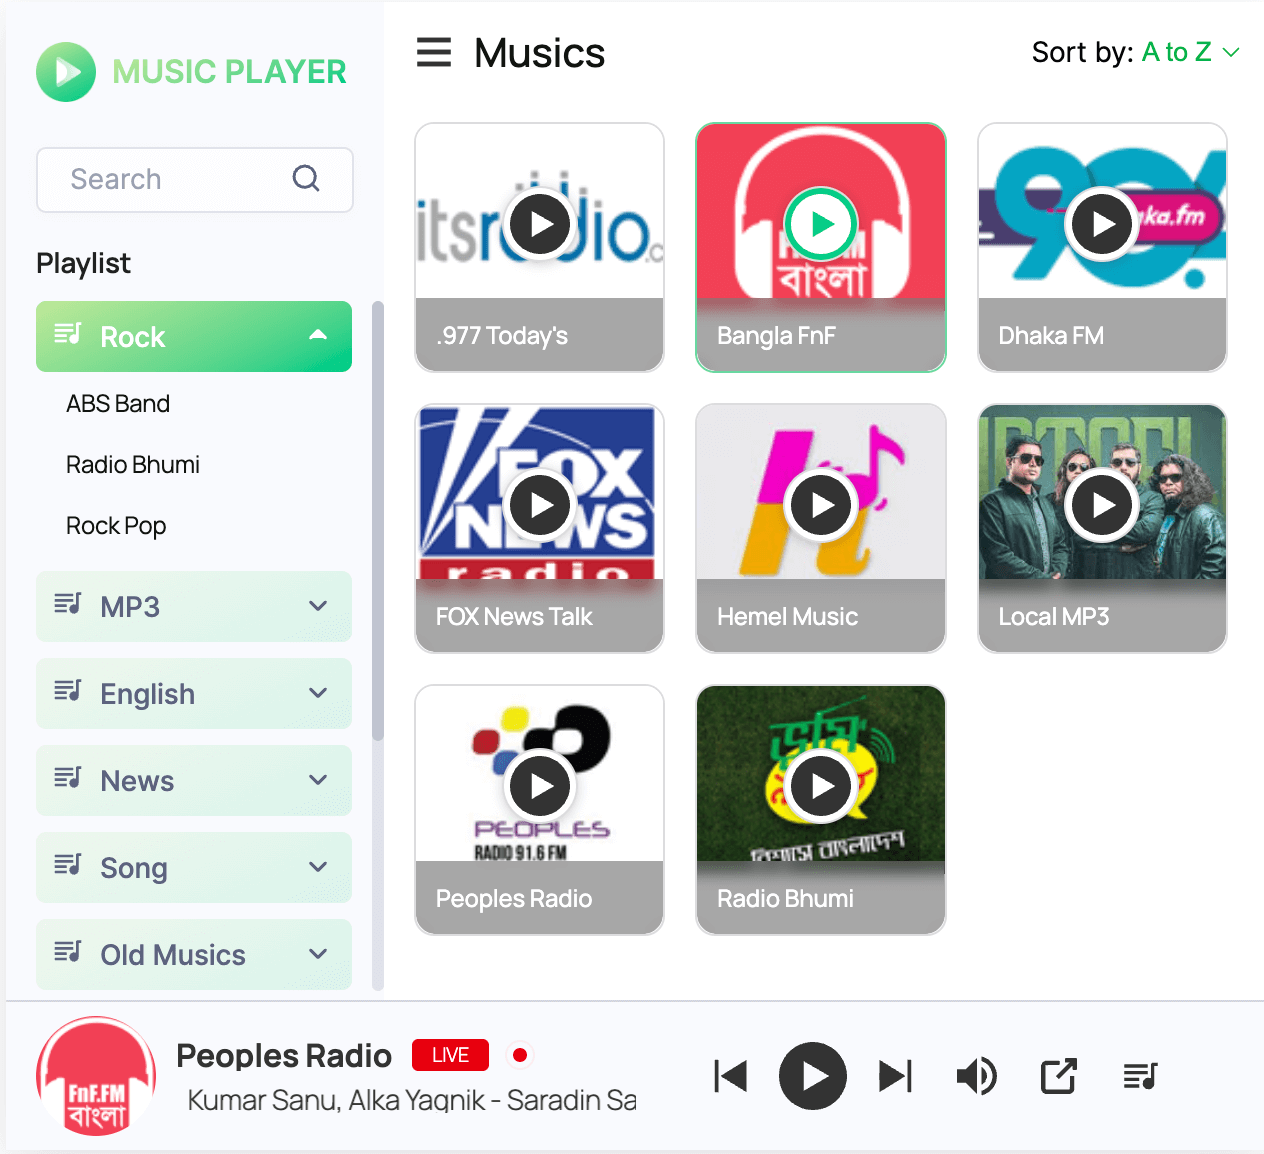 MUSIC PLAYER
Search
Playlist
Rock
ABS Band
Radio Bhumi
Rock Pop
MP3
English
News
Song
Old Musics
Musics
Sort by: A to Z
.977 Today's
বাংলা
Bangla FnF
ka.fm
Dhaka FM
FOX
NEWS
radio
FOX News Talk
Hemel Music
Local MP3
PEOPLES
RADIO 91.6 FM
Peoples Radio
ভূমি
Radio Bhumi
FnF.FM
বাংলা
Peoples Radio
LIVE
Kumar Sanu, Alka Yagnik - Saradin Sa